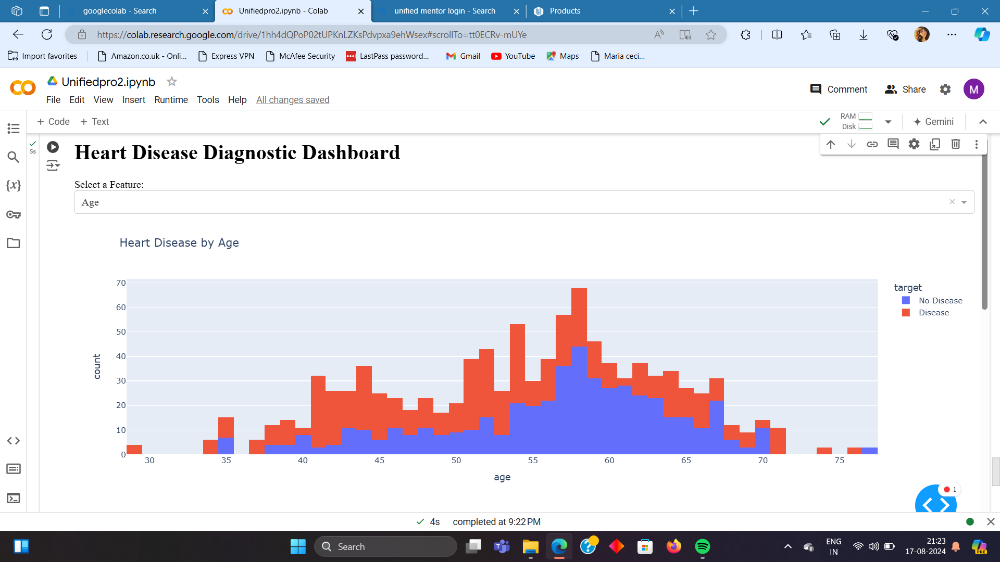 googlecolab - Search
Unifiedpro2.ipynb - Colab
unified mentor login - Search
Products
https://colab.research.google.com/drive/1hh4dQPoP02tUPKnLZKsPdvpxa9ehWsex#scrollTo=tt0ECRv-mUYe
Import favorites
Amazon.co.uk - Onli...
Express VPN
McAfee Security
LastPass password...
Gmail
YouTube
Maps
Maria ceci...
Unifiedpro2.ipynb
File Edit View Insert Runtime Tools Help All changes saved
Comment
Share
M
+ Code + Text
RAM
Disk
Gemini
5s
{x}
Heart Disease Diagnostic Dashboard
Select a Feature:
Age
Heart Disease by Age
70
60
50
40
30
20
10
0
count
30 35 40 45 50 55 60 65 70 75
age
target
No Disease
Disease
1
4s completed at 9:22 PM
Search
ENG
IN
21:23
17-08-2024
PRE